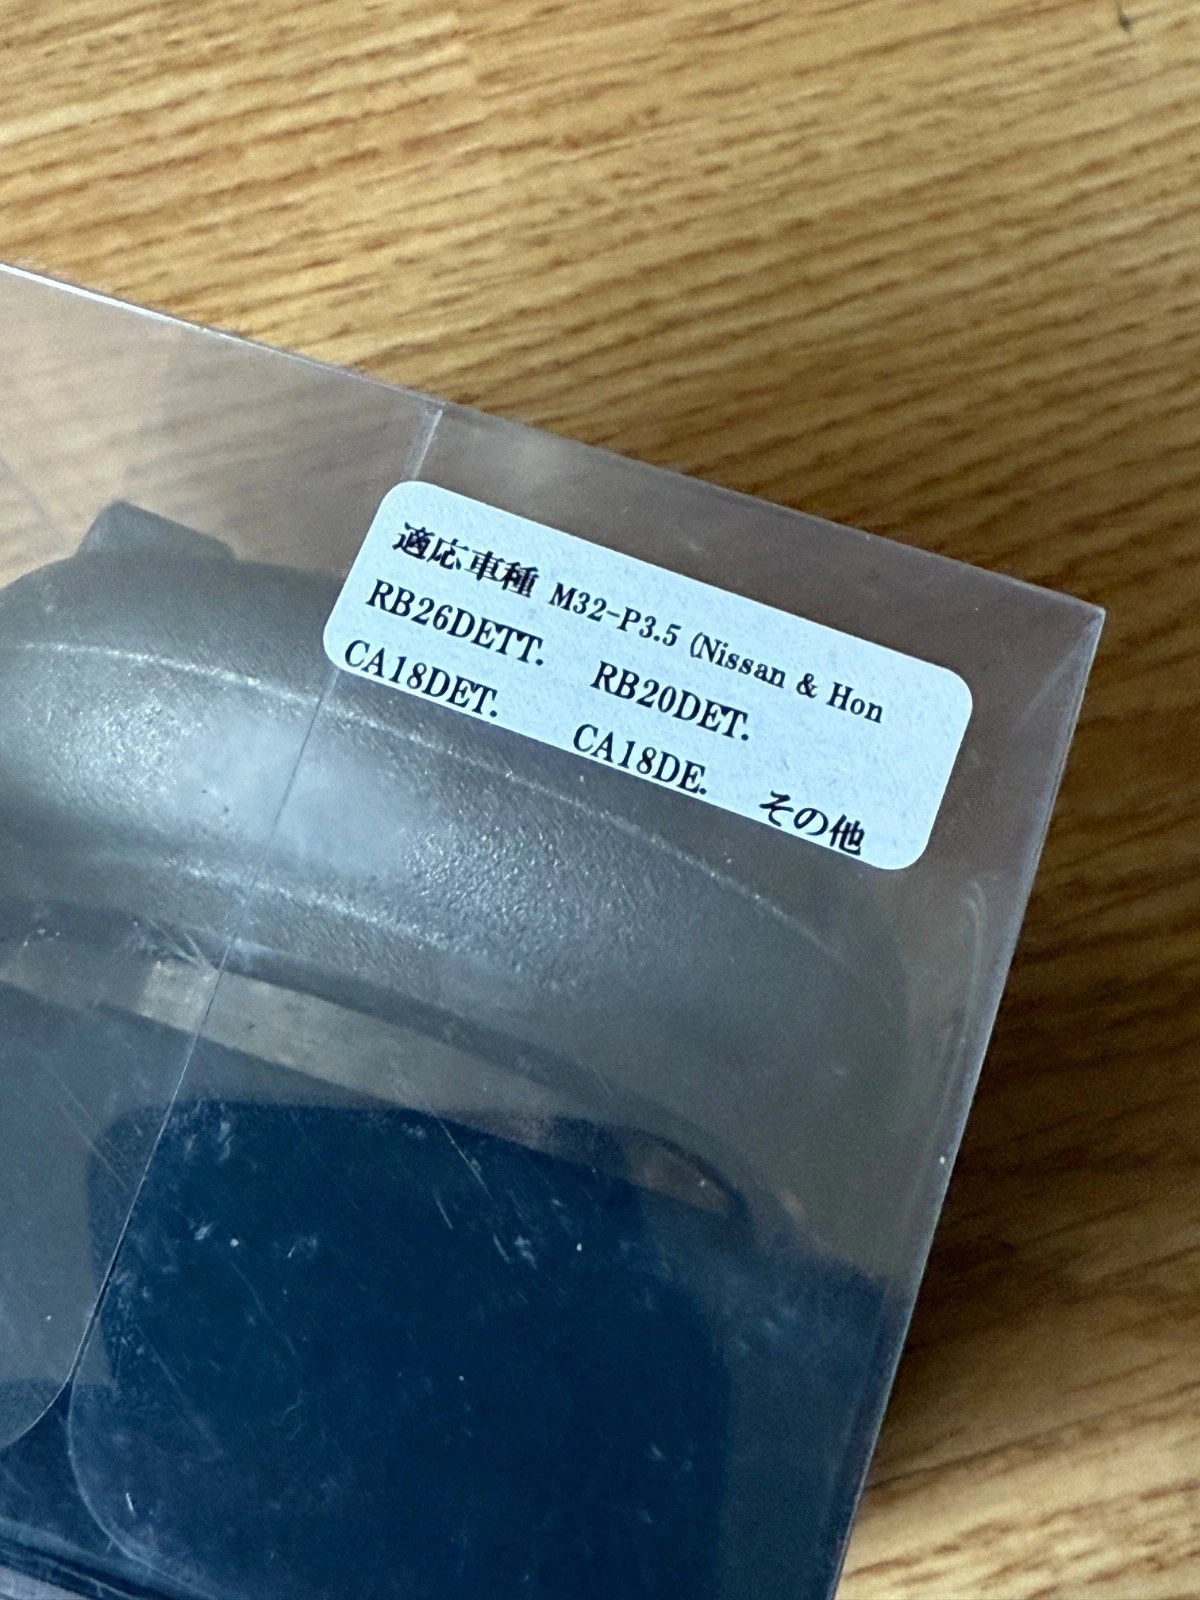 適応車種 M32-P3.5 (Nissan & Hon
RB26DETT. RB20DET.
CA18DET. CA18DE. その他